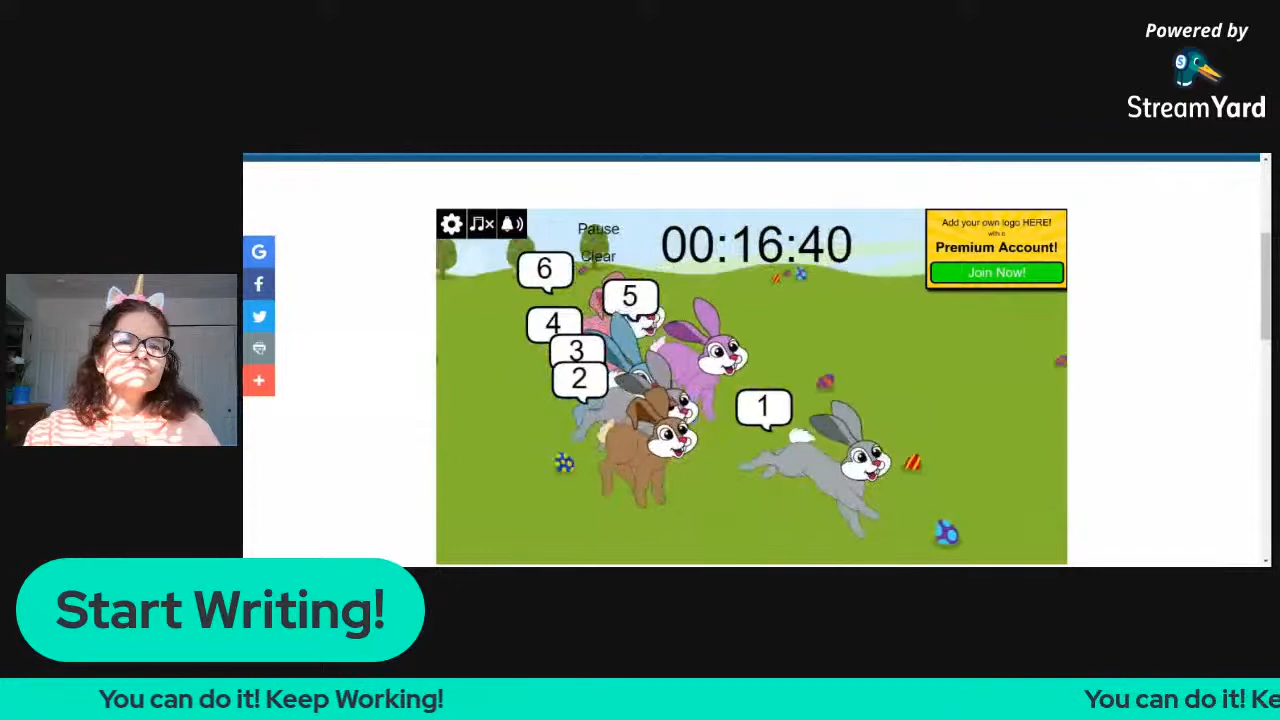 Powered by
S
StreamYard
Pause
Clear
00:16:40
Add your own logo HERE!
with a
Premium Account!
Join Now!
G
f
6
5
4
3
2
1
Start Writing!
You can do it! Keep Working!
You can do it! Ke